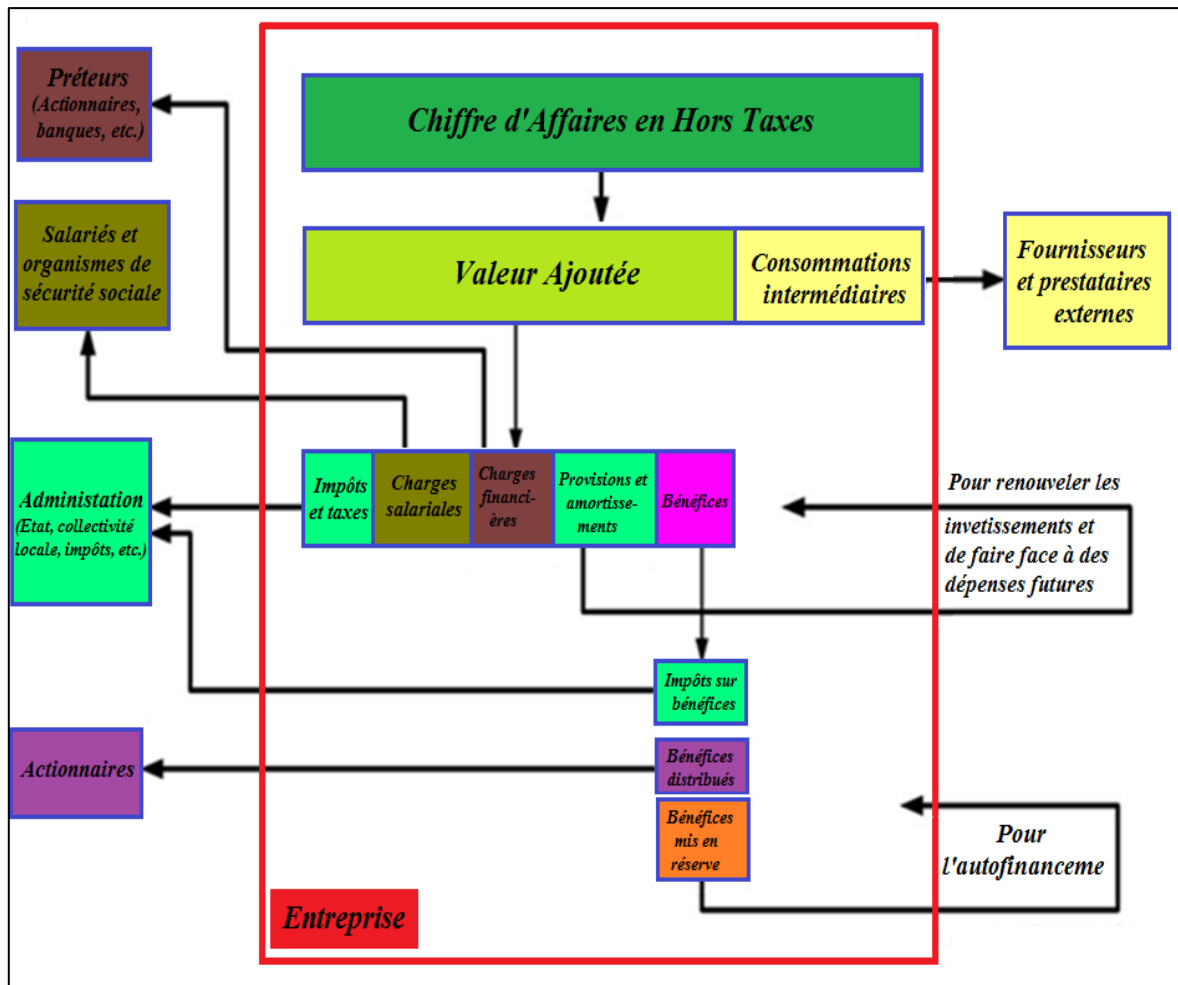 Préteurs
(Actionnaires,
banques, etc.)
Chiffre d'Affaires en Hors Taxes
Salariés et
organismes de
sécurité sociale
Valeur Ajoutée
Consommations
intermédiaires
Fournisseurs
et prestataires
externes
Administation
(Etat, collectivité
locale, impôts, etc.)
Impôts
et taxes
Charges
salariales
Charges
financi-
ères
Provisions et
amortisse-
ments
Bénéfices
Pour renouveler les
invetissements et
de faire face à des
dépenses futures
Impôts sur
bénéfices
Actionnaires
Bénéfices
distribués
Bénéfices
mis en
réserve
Pour
l'autofinanceme
Entreprise